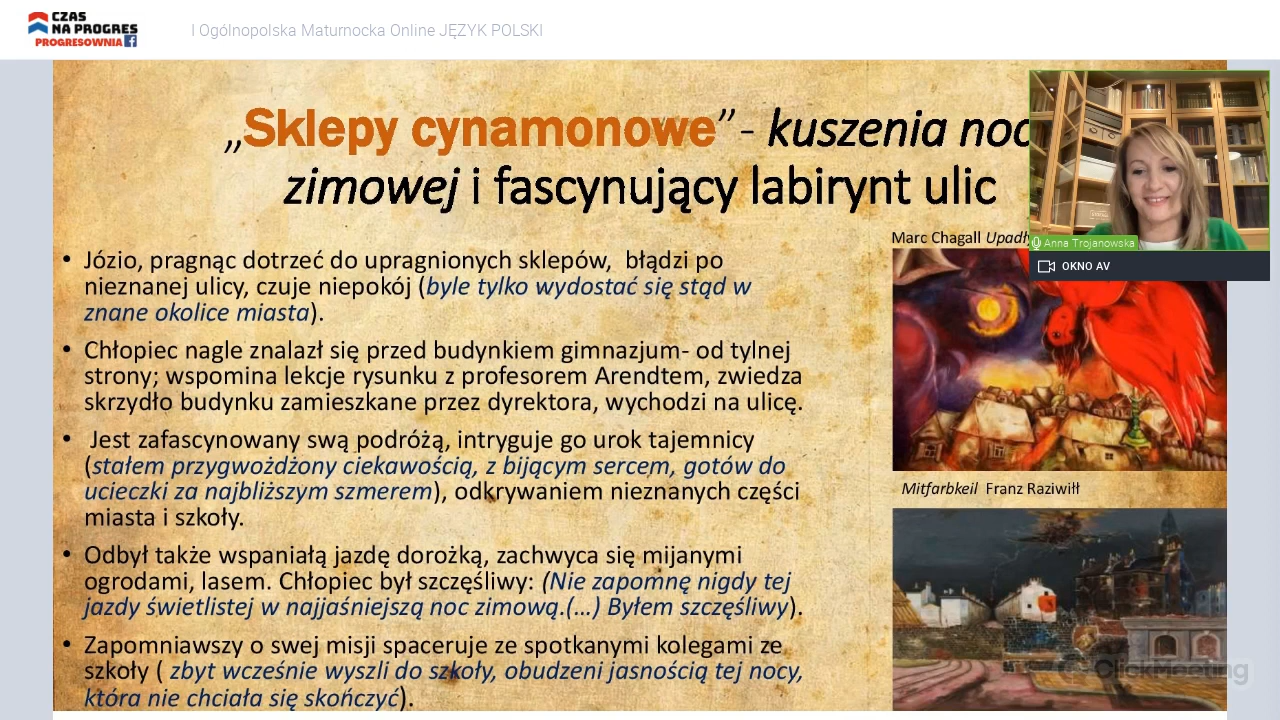 CZAS
NA PROGRES
PROGRESOWNIA
I Ogólnopolska Maturnocka Online JĘZYK POLSKI
„Sklepy cynamonowe”- kuszenia
zimowej i fascynujący labirynt ulic
• Józio, pragnąc dotrzeć do upragnionych sklepów, błądzi po
nieznanej ulicy, czuje niepokój (byle tylko wydostać się stąd w
znane okolice miasta).
• Chłopiec nagle znalazł się przed budynkiem gimnazjum- od tylnej
strony; wspomina lekcje rysunku z profesorem Arendtem, zwiedza
skrzydło budynku zamieszkane przez dyrektora, wychodzi na ulicę.
• Jest zafascynowany swą podróżą, intryguje go urok tajemnicy
(stałem przygwożdżony ciekawością, z bijącym sercem, gotów do
ucieczki za najbliższym szmerem), odkrywaniem nieznanych części
miasta i szkoły.
• Odbył także wspaniałą jazdę dorożką, zachwyca się mijanymi
ogrodami, lasem. Chłopiec był szczęśliwy: (Nie zapomnę nigdy tej
jazdy świetlistej w najjaśniejszą noc zimową.(…) Byłem szczęśliwy).
• Zapomniawszy o swej misji spaceruje ze spotkanymi kolegami ze
szkoły ( zbyt wcześnie wyszli do szkoły, obudzeni jasnością tej nocy,
która nie chciała się skończyć).
Marc Chagall
Mitfarbkeil Franz Raziwiłł
Anna Trojanowska
OKNO AV
ClickMeeting